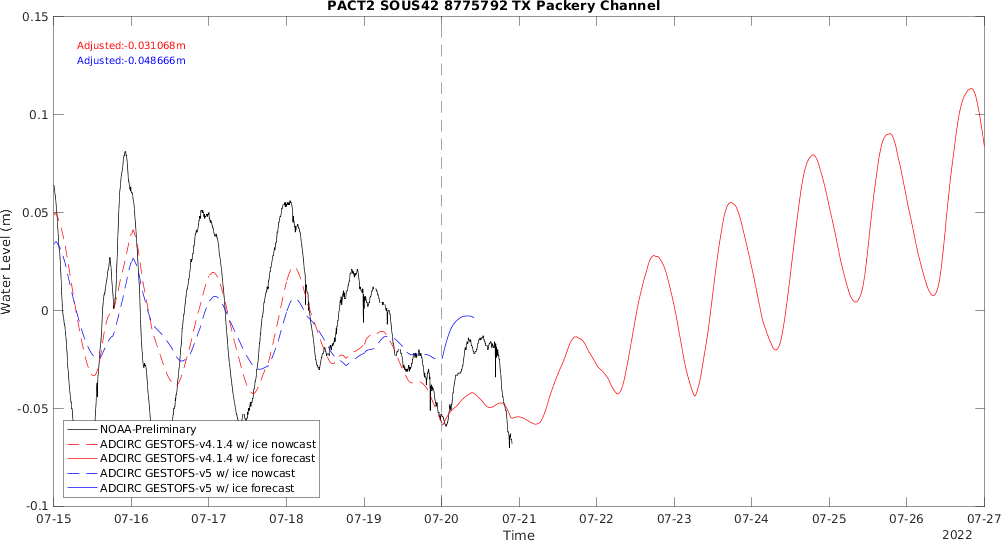 PACT2 SOUS42 8775792 TX Packery Channel
0.15
Adjusted:-0.031068m
Adjusted:-0.048666m
0.1
0.05
Water Level (m)
0
-0.05
NOAA-Preliminary
ADCIRC GESTOFS-v4.1.4 w/ ice nowcast
ADCIRC GESTOFS-v4.1.4 w/ ice forecast
ADCIRC GESTOFS-v5 w/ ice nowcast
ADCIRC GESTOFS-v5 w/ ice forecast
-0.1
07-15 07-16 07-17 07-18 07-19 07-20 07-21 07-22 07-23 07-24 07-25 07-26 07-27
Time
2022